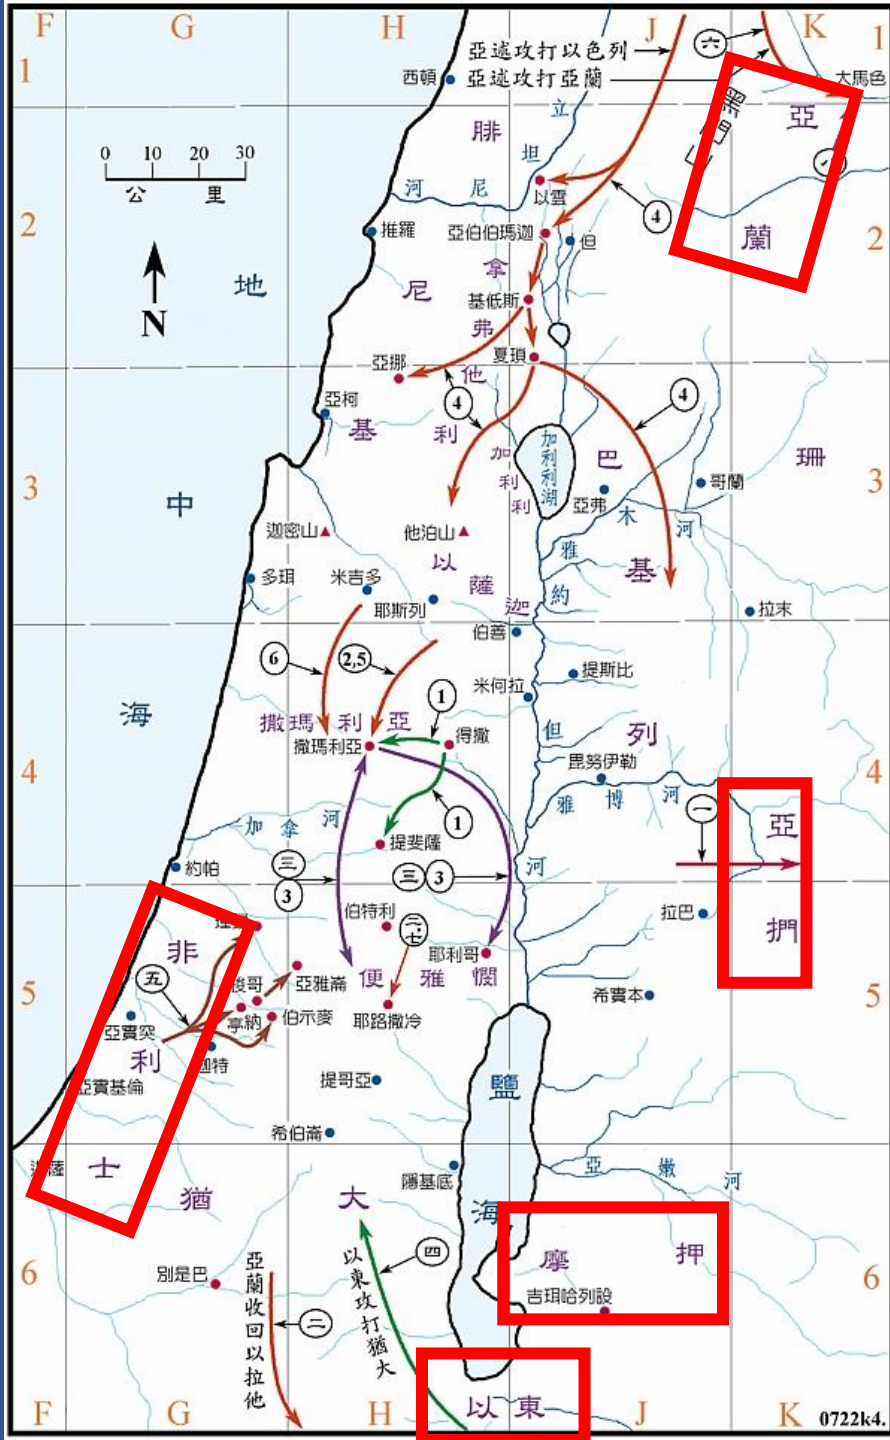 F G H J K
1
亞述攻打以色列
亞述攻打亞蘭
六
1
西頓
大馬色
0 10 20 30
公里
腓尼基
立坦尼河
黑門山
亞蘭
八
以雲
4
2
2
推羅
亞伯伯瑪迦
但
N
地中海
拿弗他利
基低斯
夏瑣
亞挪
4
4
亞柯
加利利
加利利湖
巴珊
3
亞弗
哥蘭
3
雅木河
迦密山
他泊山
以薩迦
基列
多珥
米吉多
耶斯列
約但河
拉末
伯善
6
2,5
提斯比
1
米何拉
撒瑪利亞
撒瑪利亞
得撒
毘努伊勒
4
4
雅博河
1
一
亞捫
加拿河
提斐薩
三
3
三
3
約帕
伯特利
二,七
拉巴
非利士
耶利哥
五
亞雅崙
便雅憫
5
5
梭哥
希實本
亞實突
亭納
伯示麥
耶路撒冷
迦特
亞實基倫
提哥亞
鹽海
希伯崙
亞嫩河
隱基底
猶大
摩押
四
6
6
別是巴
吉珥哈列設
亞蘭收回以拉他
二
以東攻打猶大
以東
F G H J K
0722k4.